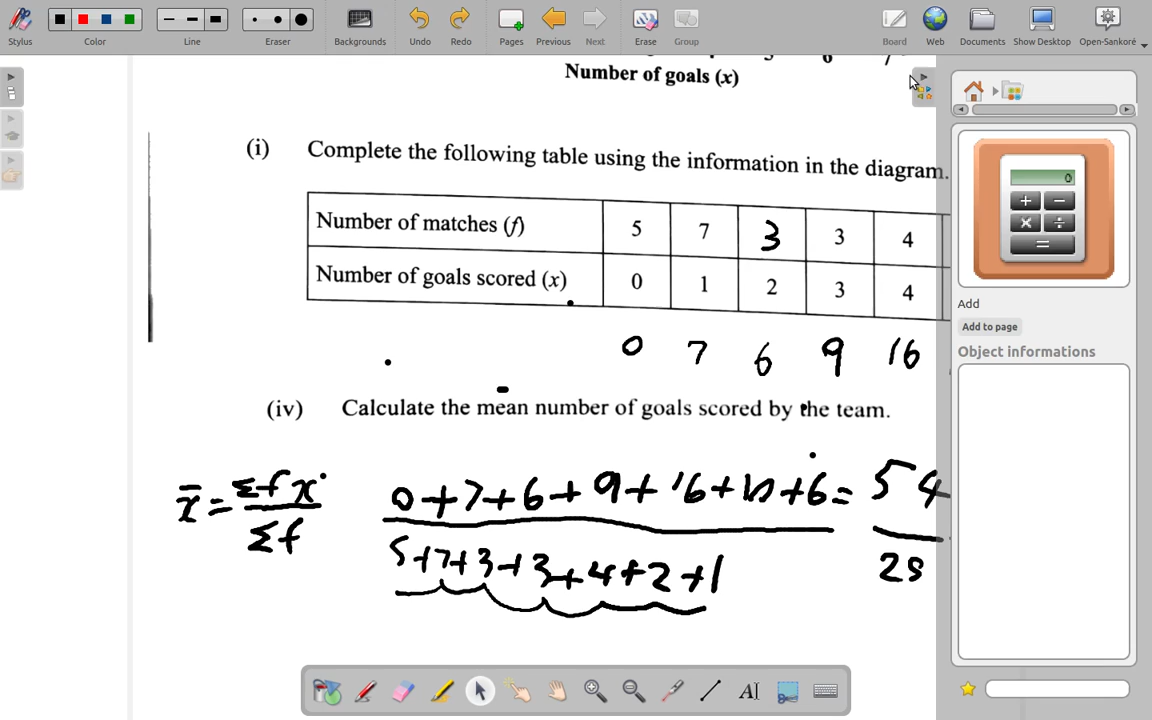 Stylus Color Line Eraser Backgrounds Undo Redo Pages Previous Next Erase Group Board Web Documents Show Desktop Open-Sankoré
Number of goals (x)
(i) Complete the following table using the information in the diagram.
Number of matches (f) 5 7 3 3 4
Number of goals scored (x) 0 1 2 3 4
0 7 6 9 16
(iv) Calculate the mean number of goals scored by the team.
x̄ = Σfx / Σf
0+7+6+9+16+10+6 = 54
5+7+3+3+4+2+1 25
0
+ −
× ÷
=
Add
Add to page
Object informations
AI